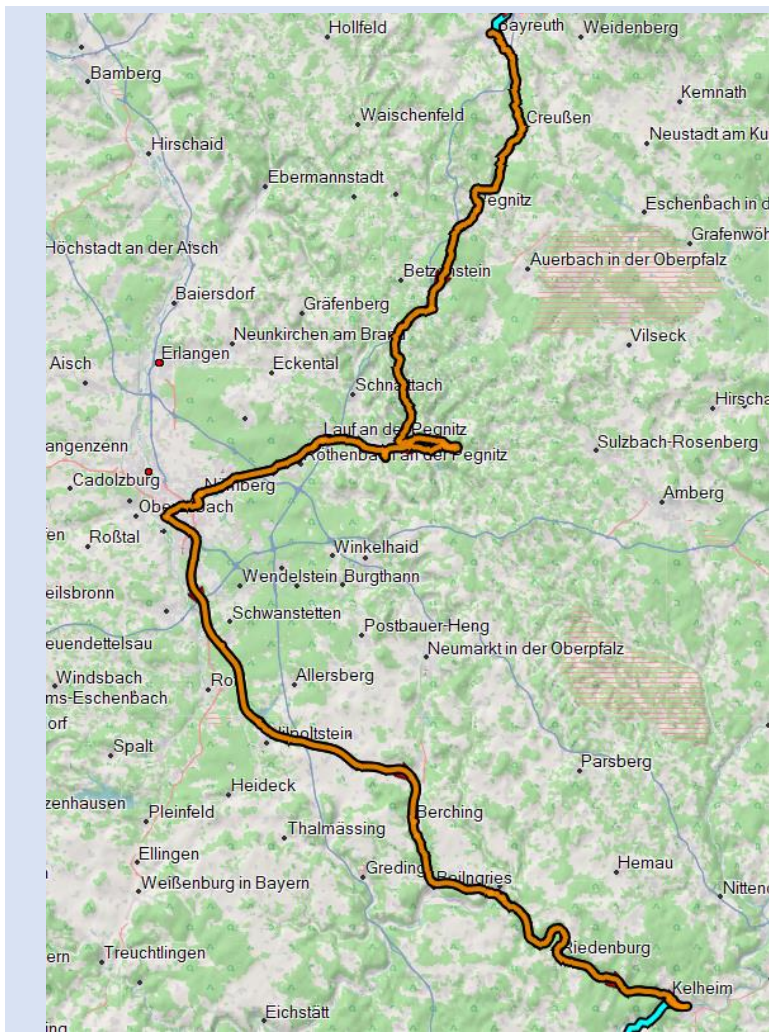 Hollfeld
Bayreuth
Weidenberg
Bamberg
Kemnath
Waischenfeld
Creußen
Hirschaid
Neustadt am Ku
Ebermannstadt
Pegnitz
Eschenbach in d
Höchstadt an der Aisch
Grafenwöh
Auerbach in der Oberpfalz
Betzenstein
Baiersdorf
Gräfenberg
Neunkirchen am Brand
Vilseck
Erlangen
Aisch
Eckental
Schnaittach
Hirscha
Lauf an der Pegnitz
angenzenn
Sulzbach-Rosenberg
Röthenbach an der Pegnitz
Cadolzburg
Nürnberg
Amberg
Oberasbach
fen
Roßtal
Winkelhaid
Wendelstein
Burgthann
eilsbronn
Schwanstetten
Postbauer-Heng
euendettelsau
Neumarkt in der Oberpfalz
Windsbach
Ro
Allersberg
ms-Eschenbach
orf
Hilpoltstein
Spalt
Parsberg
Heideck
zenhausen
Pleinfeld
Berching
Thalmässing
Ellingen
Greding
Beilngries
Hemau
Weißenburg in Bayern
Nitten
Riedenburg
ern
Treuchtlingen
Kelheim
Eichstätt
ing